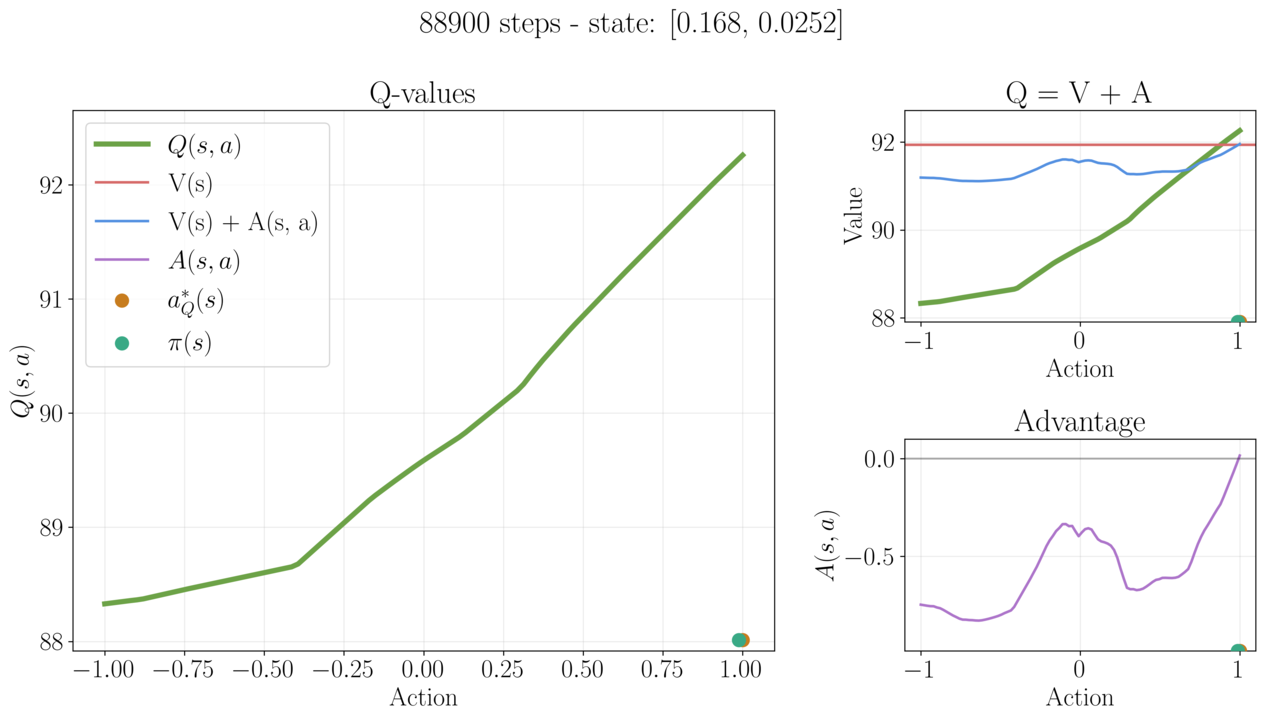 88900 steps - state: [0.168, 0.0252]
Q-values
Q(s, a)
V(s)
V(s) + A(s, a)
A(s, a)
a*_Q(s)
π(s)
92
91
90
89
88
Q(s, a)
−1.00 −0.75 −0.50 −0.25 0.00 0.25 0.50 0.75 1.00
Action
Q = V + A
92
90
88
Value
−1 0 1
Action
Advantage
0.0
−0.5
A(s, a)
−1 0 1
Action